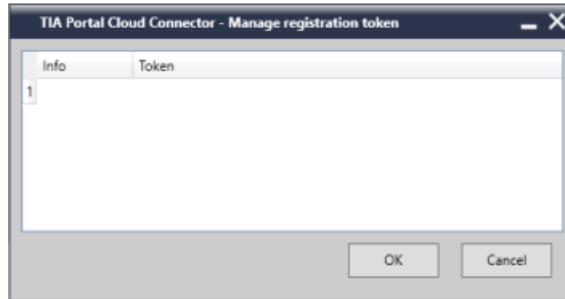 TIA Portal Cloud Connector - Manage registration token
Info Token
1
OK Cancel